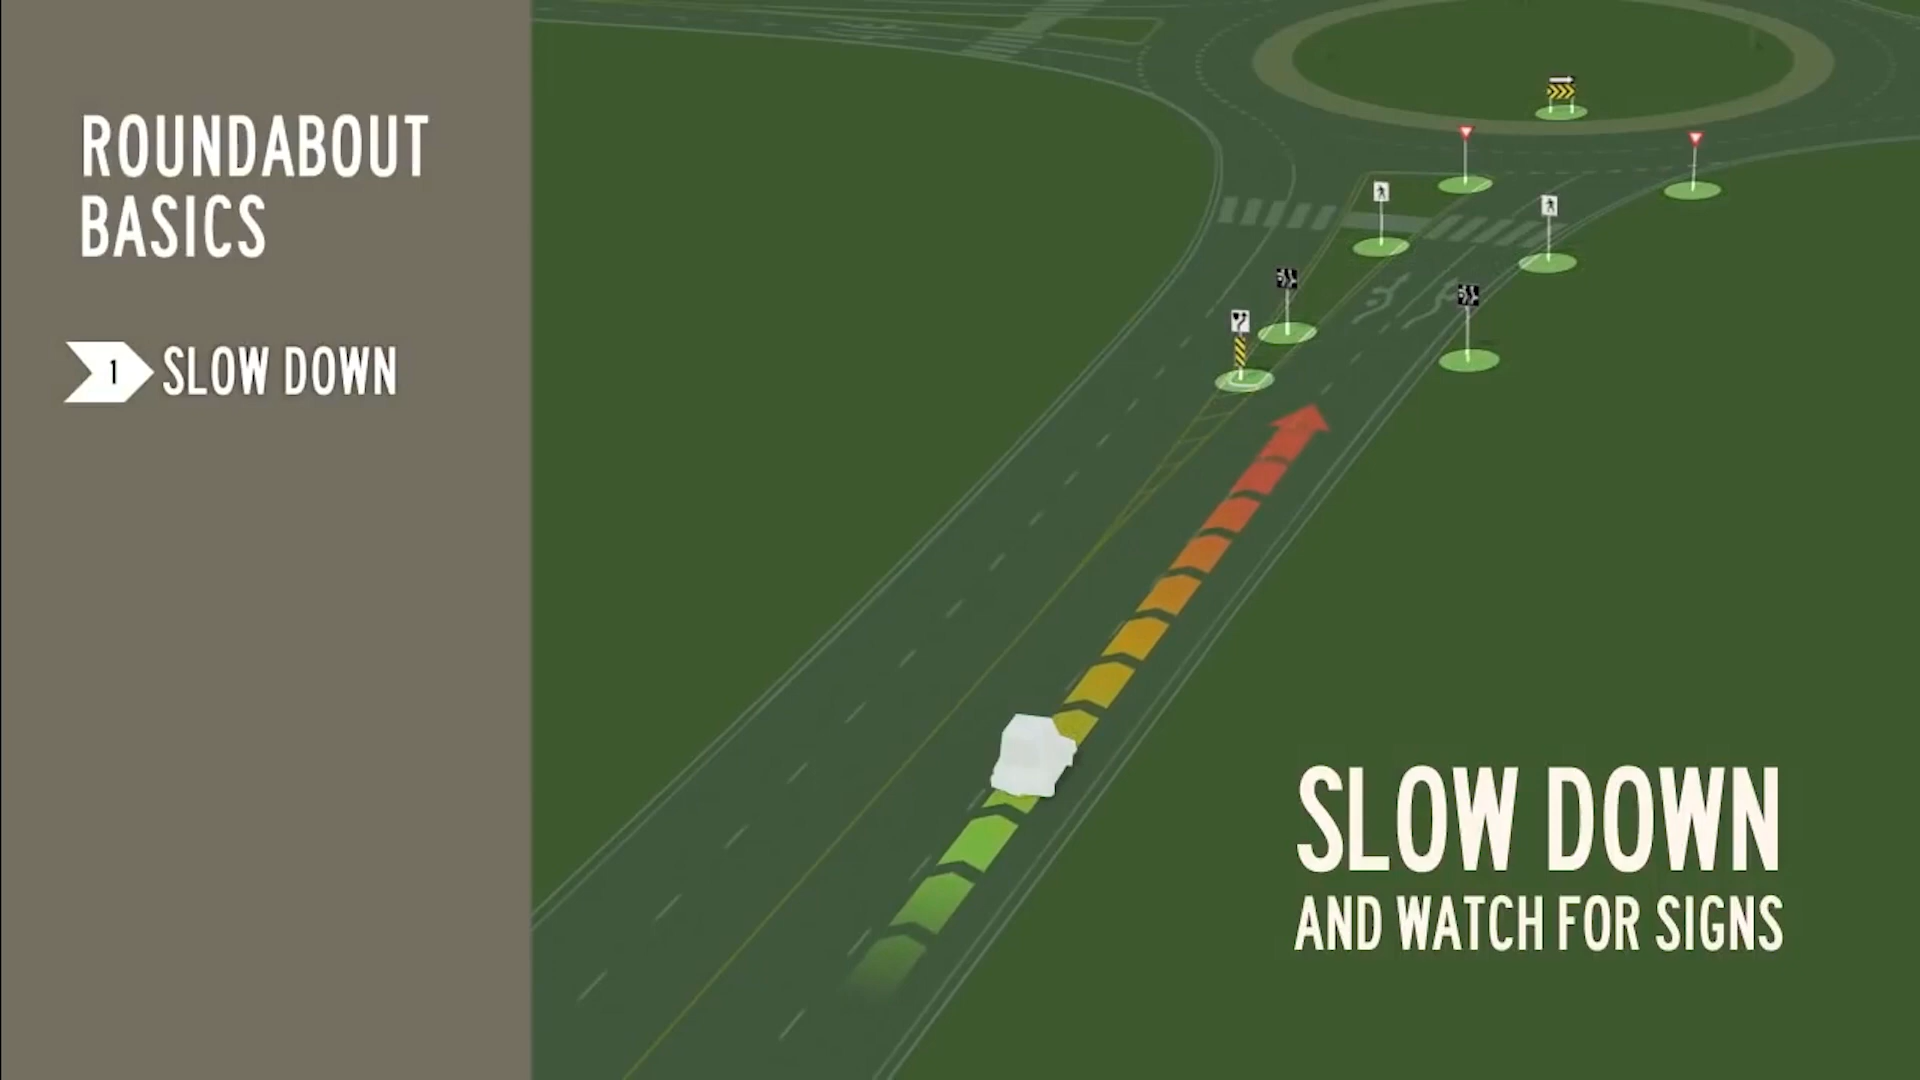 ROUNDABOUT
BASICS
1 SLOW DOWN
SLOW DOWN
AND WATCH FOR SIGNS